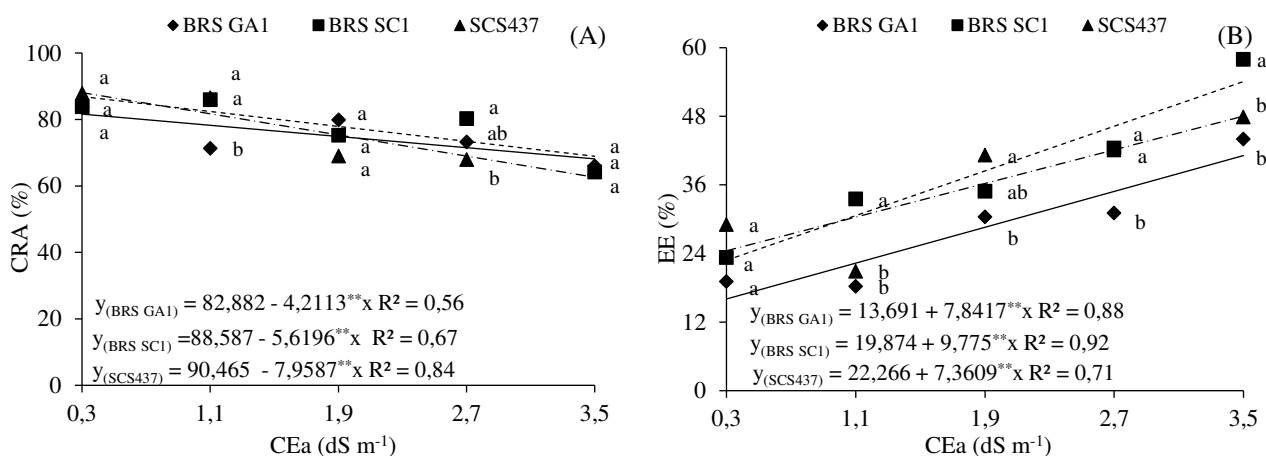 BRS GA1 BRS SC1 SCS437 (A)
100
80
60
40
20
0
CRA (%)
a
a
a
a
a
b
a
a
a
a
ab
b
a
a
a
y(BRS GA1) = 82,882 - 4,2113**x R² = 0,56
y(BRS SC1) =88,587 - 5,6196**x R² = 0,67
y(SCS437) = 90,465 - 7,9587**x R² = 0,84
0,3 1,1 1,9 2,7 3,5
CEa (dS m-1)
BRS GA1 BRS SC1 SCS437 (B)
60
48
36
24
12
0
EE (%)
a
a
a
a
b
b
a
ab
b
a
a
b
a
b
b
y(BRS GA1) = 13,691 + 7,8417**x R² = 0,88
y(BRS SC1) = 19,874 + 9,775**x R² = 0,92
y(SCS437) = 22,266 + 7,3609**x R² = 0,71
0,3 1,1 1,9 2,7 3,5
CEa (dS m-1)